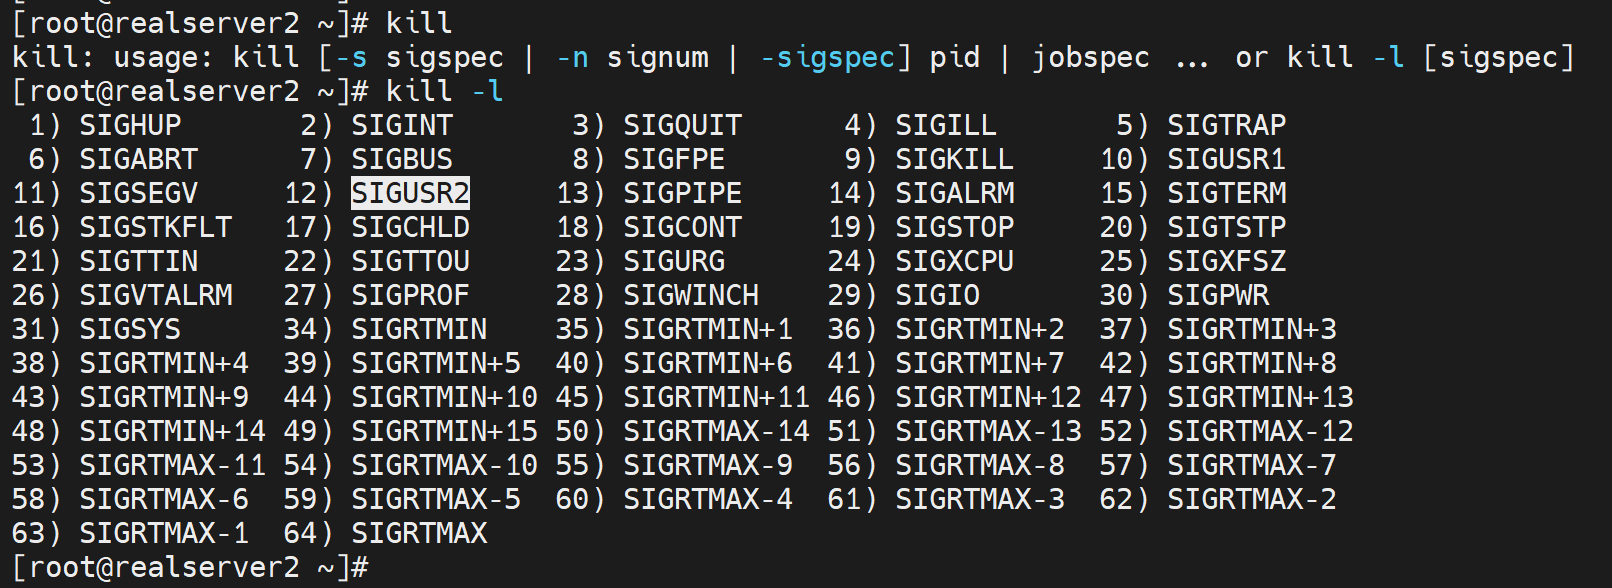 [root@realserver2 ~]# kill
kill: usage: kill [-s sigspec | -n signum | -sigspec] pid | jobspec ... or kill -l [sigspec]
[root@realserver2 ~]# kill -l
 1) SIGHUP       2) SIGINT       3) SIGQUIT      4) SIGILL       5) SIGTRAP
 6) SIGABRT      7) SIGBUS       8) SIGFPE       9) SIGKILL     10) SIGUSR1
11) SIGSEGV     12) SIGUSR2     13) SIGPIPE     14) SIGALRM     15) SIGTERM
16) SIGSTKFLT   17) SIGCHLD     18) SIGCONT     19) SIGSTOP     20) SIGTSTP
21) SIGTTIN     22) SIGTTOU     23) SIGURG      24) SIGXCPU     25) SIGXFSZ
26) SIGVTALRM   27) SIGPROF     28) SIGWINCH    29) SIGIO       30) SIGPWR
31) SIGSYS      34) SIGRTMIN    35) SIGRTMIN+1  36) SIGRTMIN+2  37) SIGRTMIN+3
38) SIGRTMIN+4  39) SIGRTMIN+5  40) SIGRTMIN+6  41) SIGRTMIN+7  42) SIGRTMIN+8
43) SIGRTMIN+9  44) SIGRTMIN+10 45) SIGRTMIN+11 46) SIGRTMIN+12 47) SIGRTMIN+13
48) SIGRTMIN+14 49) SIGRTMIN+15 50) SIGRTMAX-14 51) SIGRTMAX-13 52) SIGRTMAX-12
53) SIGRTMAX-11 54) SIGRTMAX-10 55) SIGRTMAX-9  56) SIGRTMAX-8  57) SIGRTMAX-7
58) SIGRTMAX-6  59) SIGRTMAX-5  60) SIGRTMAX-4  61) SIGRTMAX-3  62) SIGRTMAX-2
63) SIGRTMAX-1  64) SIGRTMAX
[root@realserver2 ~]#